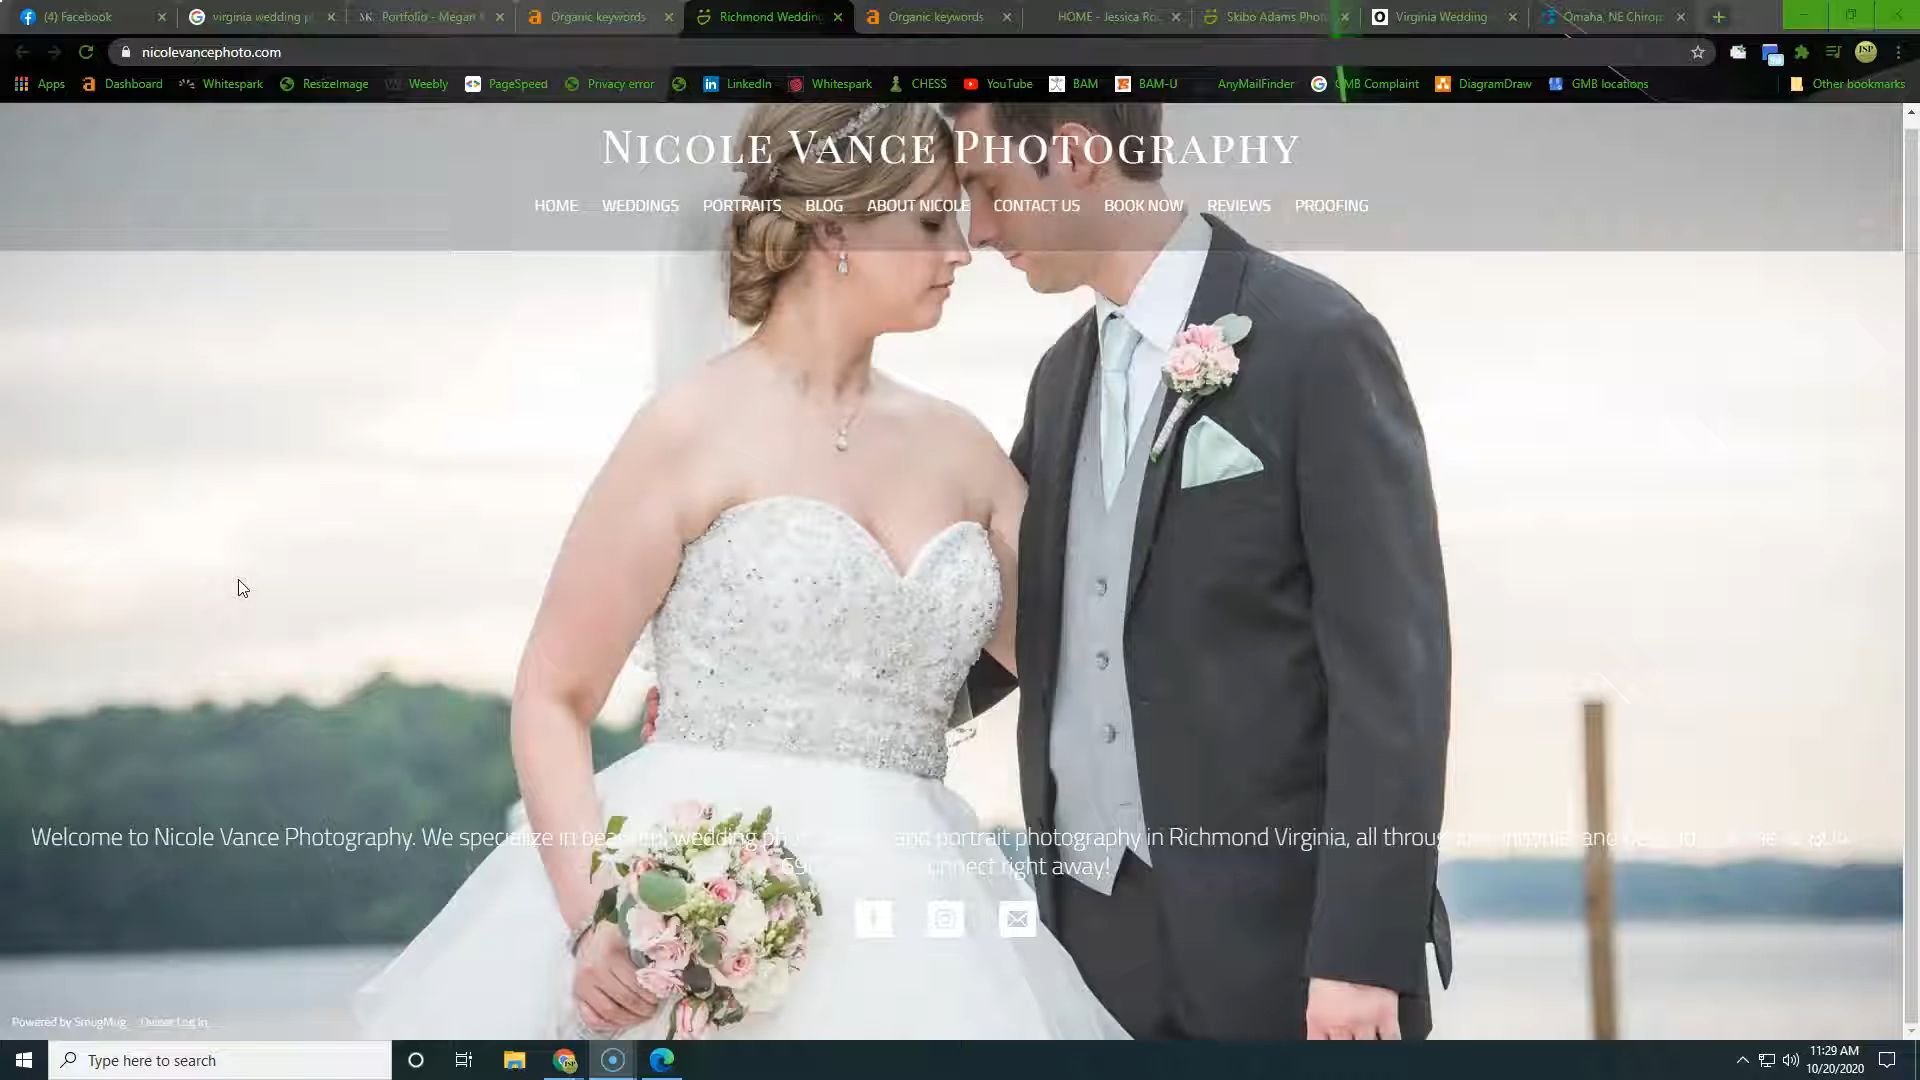 (4) Facebook
virginia wedding p
Portfolio - Megan
Organic keywords
Richmond Wedding
Organic keywords
HOME - Jessica Ro
Skibo Adams Phot
Virginia Wedding
Omaha, NE Chirop
nicolevancephoto.com
Apps
Dashboard
Whitespark
ResizeImage
Weebly
PageSpeed
Privacy error
LinkedIn
Whitespark
CHESS
YouTube
BAM
BAM-U
AnyMailFinder
GMB Complaint
DiagramDraw
GMB locations
Other bookmarks
Nicole Vance Photography
HOME WEDDINGS PORTRAITS BLOG ABOUT NICOLE CONTACT US BOOK NOW REVIEWS PROOFING
Welcome to Nicole Vance Photography. We specialize in beautiful wedding and portrait photography in Richmond Virginia, all and
right away!
Powered by SmugMug Owner Log In
Type here to search
11:29 AM
10/20/2020